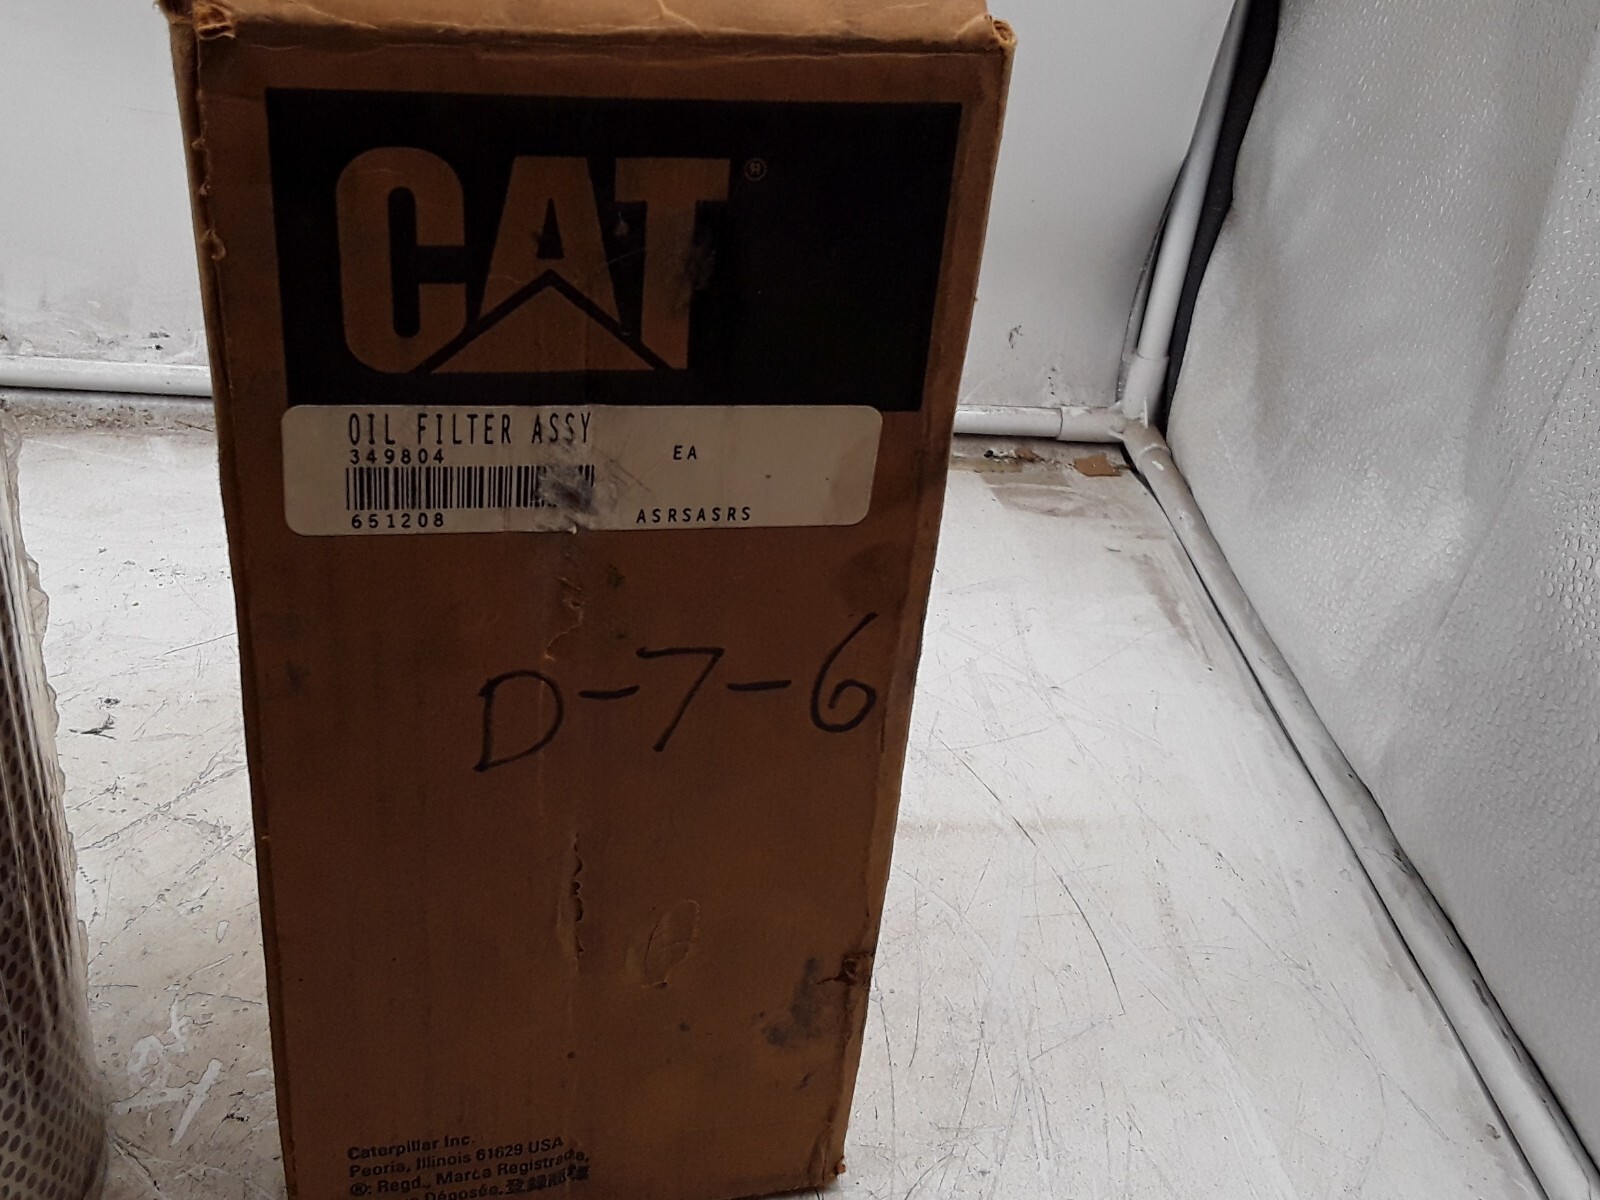 CAT®
OIL FILTER ASSY
349804 EA
651208 ASRSASRS
D-7-6
Caterpillar Inc.
Peoria, Illinois 61629 USA
®: Regd., Marca Registrada,
Déposée,